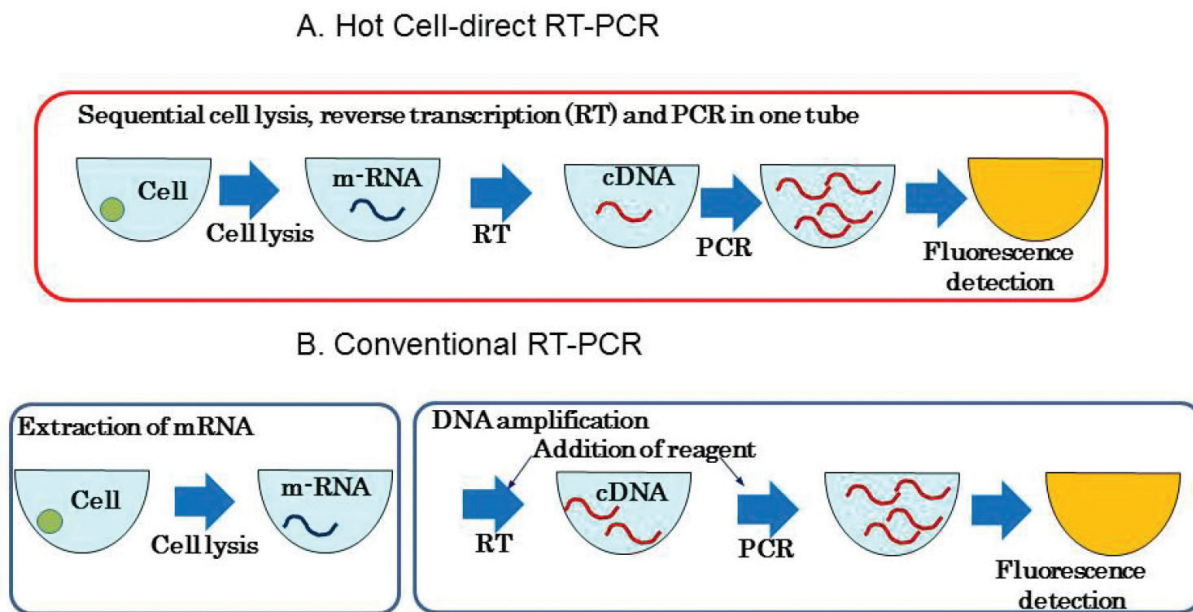 A. Hot Cell-direct RT-PCR
Sequential cell lysis, reverse transcription (RT) and PCR in one tube
Cell
Cell lysis
m-RNA
RT
cDNA
PCR
Fluorescence
detection
B. Conventional RT-PCR
Extraction of mRNA
Cell
Cell lysis
m-RNA
DNA amplification
Addition of reagent
RT
cDNA
PCR
Fluorescence
detection